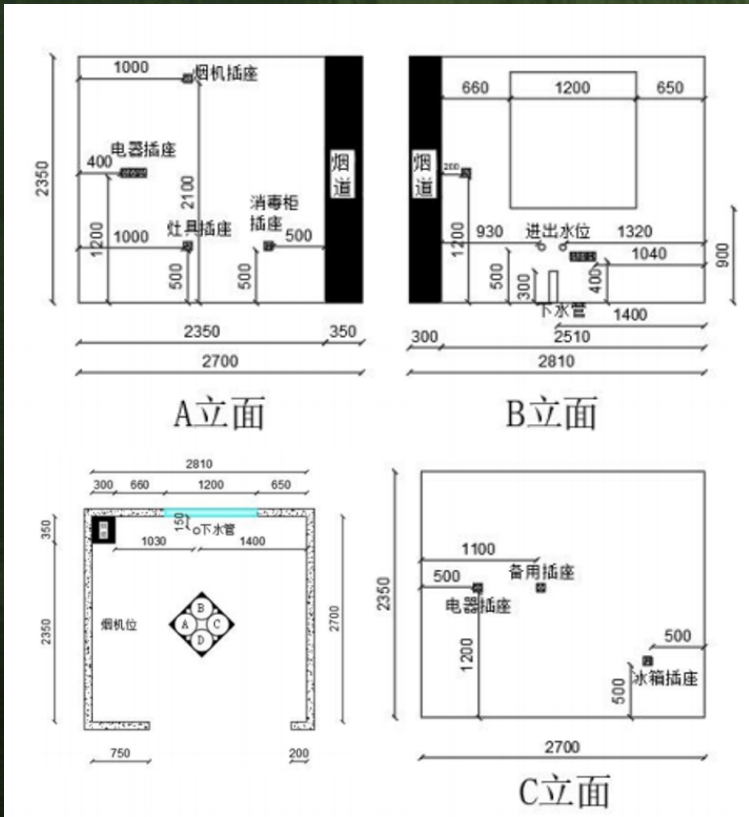 1000
烟机插座
电器插座
400
2350
1200
2100
烟
道
消毒柜
插座
1000
灶具插座
500
500
500
2350
350
2700
A立面
660
1200
650
烟
道
200
1200
930
进出水位
1320
1040
500
300
400
900
下水管
1400
300
2510
2810
B立面
2810
300
660
1200
650
350
150
下水管
1030
1400
2350
烟机位
B
A
C
D
2700
750
200
2350
1100
500
备用插座
电器插座
1200
500
500
冰箱插座
2700
C立面